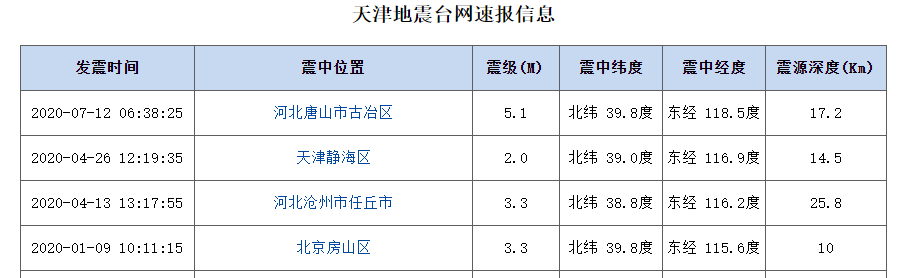 天津地震台网速报信息
发震时间 震中位置 震级(M) 震中纬度 震中经度 震源深度(Km)
2020-07-12 06:38:25 河北唐山市古冶区 5.1 北纬 39.8度 东经 118.5度 17.2
2020-04-26 12:19:35 天津静海区 2.0 北纬 39.0度 东经 116.9度 14.5
2020-04-13 13:17:55 河北沧州市任丘市 3.3 北纬 38.8度 东经 116.2度 25.8
2020-01-09 10:11:15 北京房山区 3.3 北纬 39.8度 东经 115.6度 10